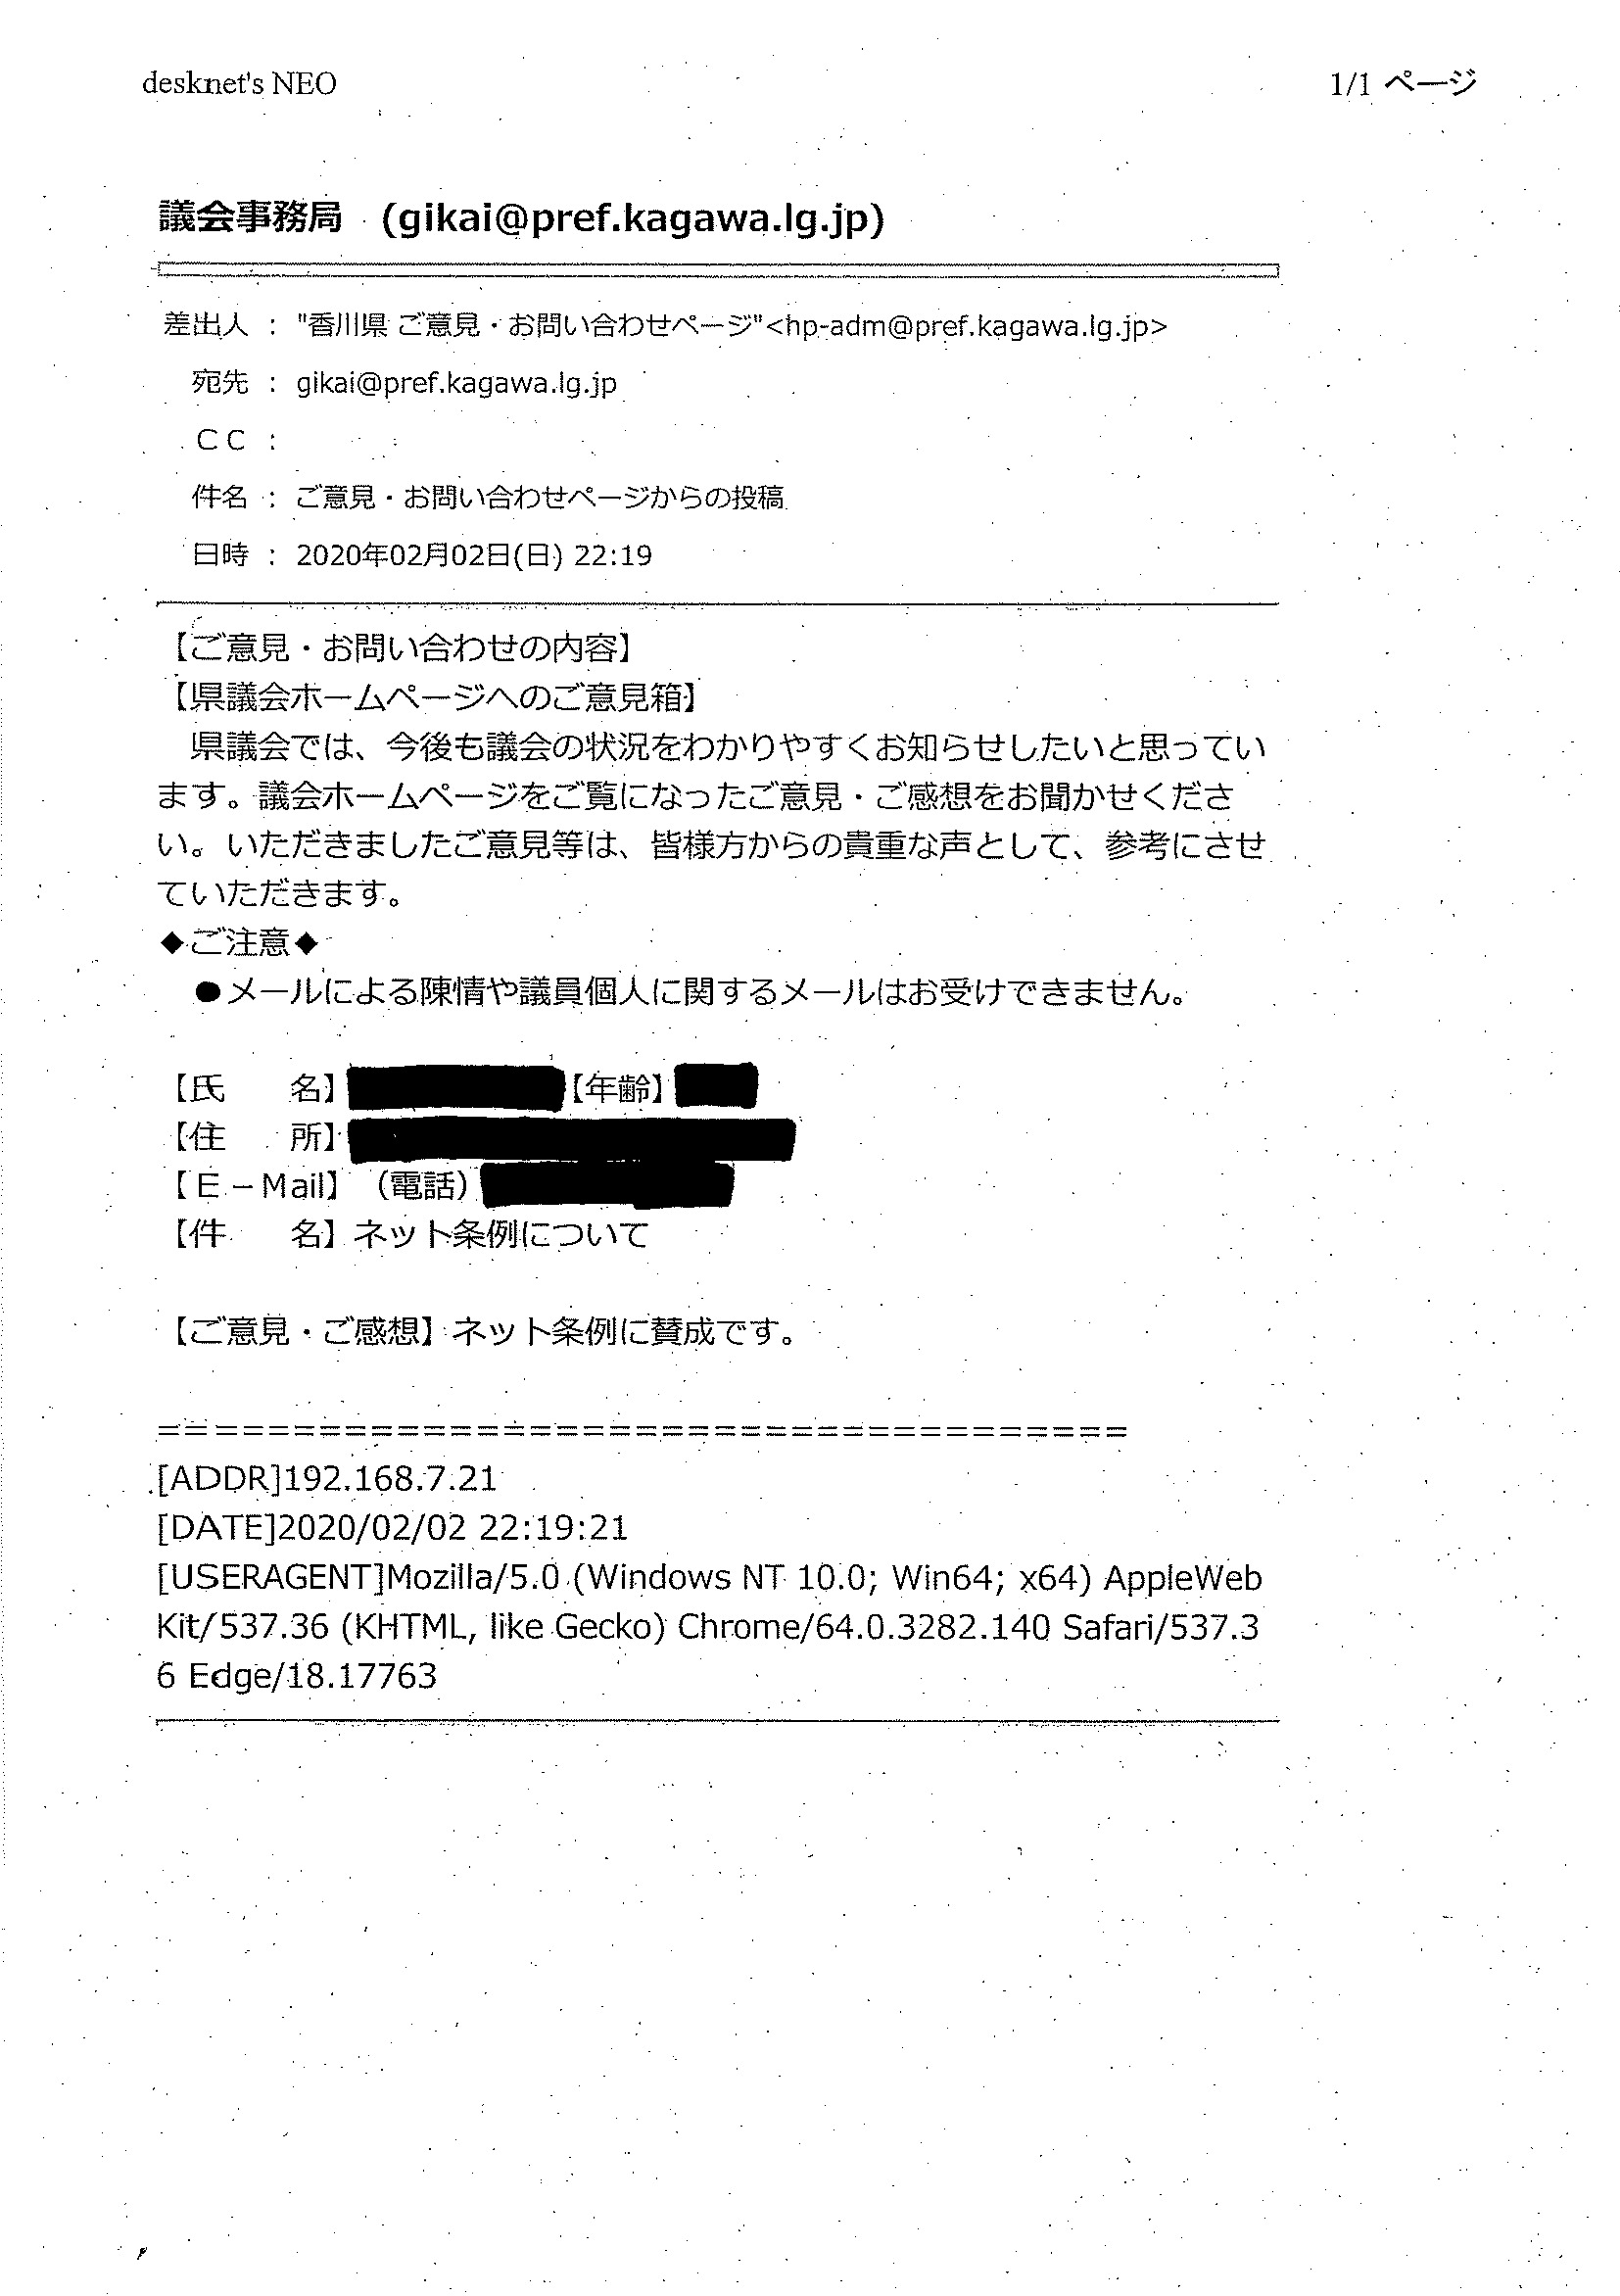 desknet's NEO
1/1 ページ
議会事務局 (gikai@pref.kagawa.lg.jp)
差出人 : "香川県 ご意見・お問い合わせページ"<hp-adm@pref.kagawa.lg.jp>
宛先 : gikai@pref.kagawa.lg.jp
ＣＣ :
件名 : ご意見・お問い合わせページからの投稿
日時 : 2020年02月02日(日) 22:19
【ご意見・お問い合わせの内容】
【県議会ホームページへのご意見箱】
　県議会では、今後も議会の状況をわかりやすくお知らせしたいと思ってい
ます。議会ホームページをご覧になったご意見・ご感想をお聞かせくださ
い。いただきましたご意見等は、皆様方からの貴重な声として、参考にさせ
ていただきます。
◆ご注意◆
　●メールによる陳情や議員個人に関するメールはお受けできません。
【氏　　名】【年齢】
【住　　所】
【Ｅ－Mail】（電話）
【件　　名】ネット条例について
【ご意見・ご感想】ネット条例に賛成です。
=====================================
[ADDR]192.168.7.21
[DATE]2020/02/02 22:19:21
[USERAGENT]Mozilla/5.0 (Windows NT 10.0; Win64; x64) AppleWeb
Kit/537.36 (KHTML, like Gecko) Chrome/64.0.3282.140 Safari/537.3
6 Edge/18.17763